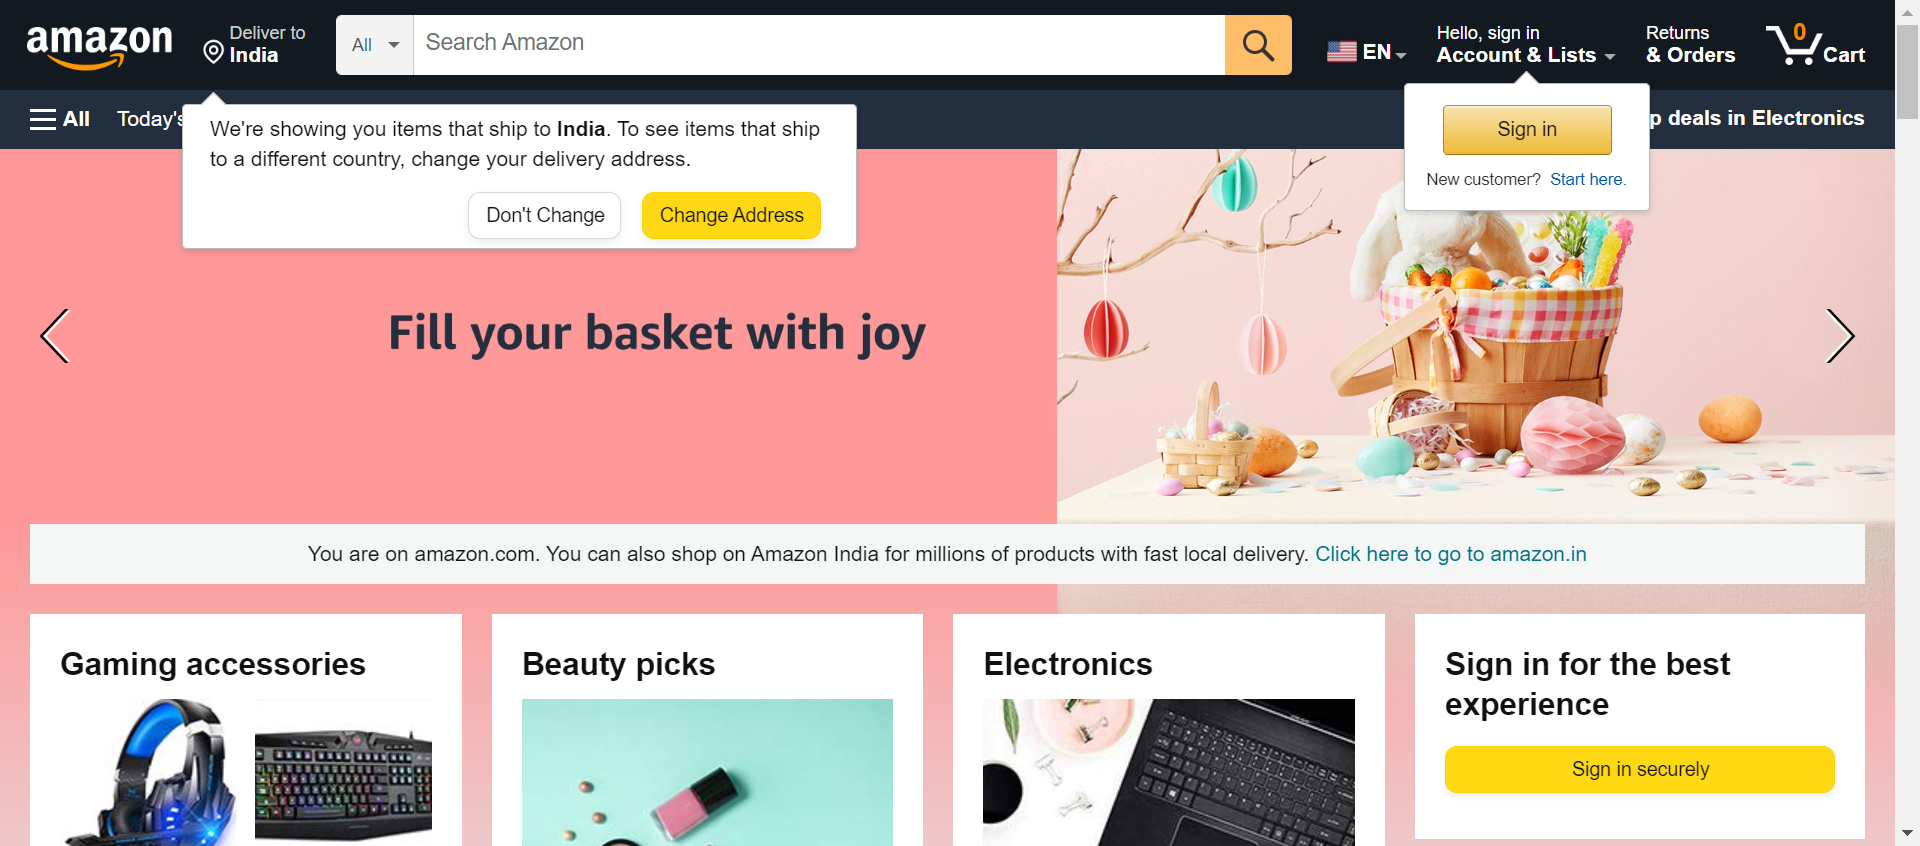 amazon
Deliver to
India
All
Search Amazon
EN
Hello, sign in
Account & Lists
Returns
& Orders
0
Cart
All
Today's
deals in Electronics
We're showing you items that ship to India. To see items that ship
to a different country, change your delivery address.
Don't Change
Change Address
Sign in
New customer? Start here.
Fill your basket with joy
You are on amazon.com. You can also shop on Amazon India for millions of products with fast local delivery. Click here to go to amazon.in
Gaming accessories
Beauty picks
Electronics
Sign in for the best
experience
Sign in securely